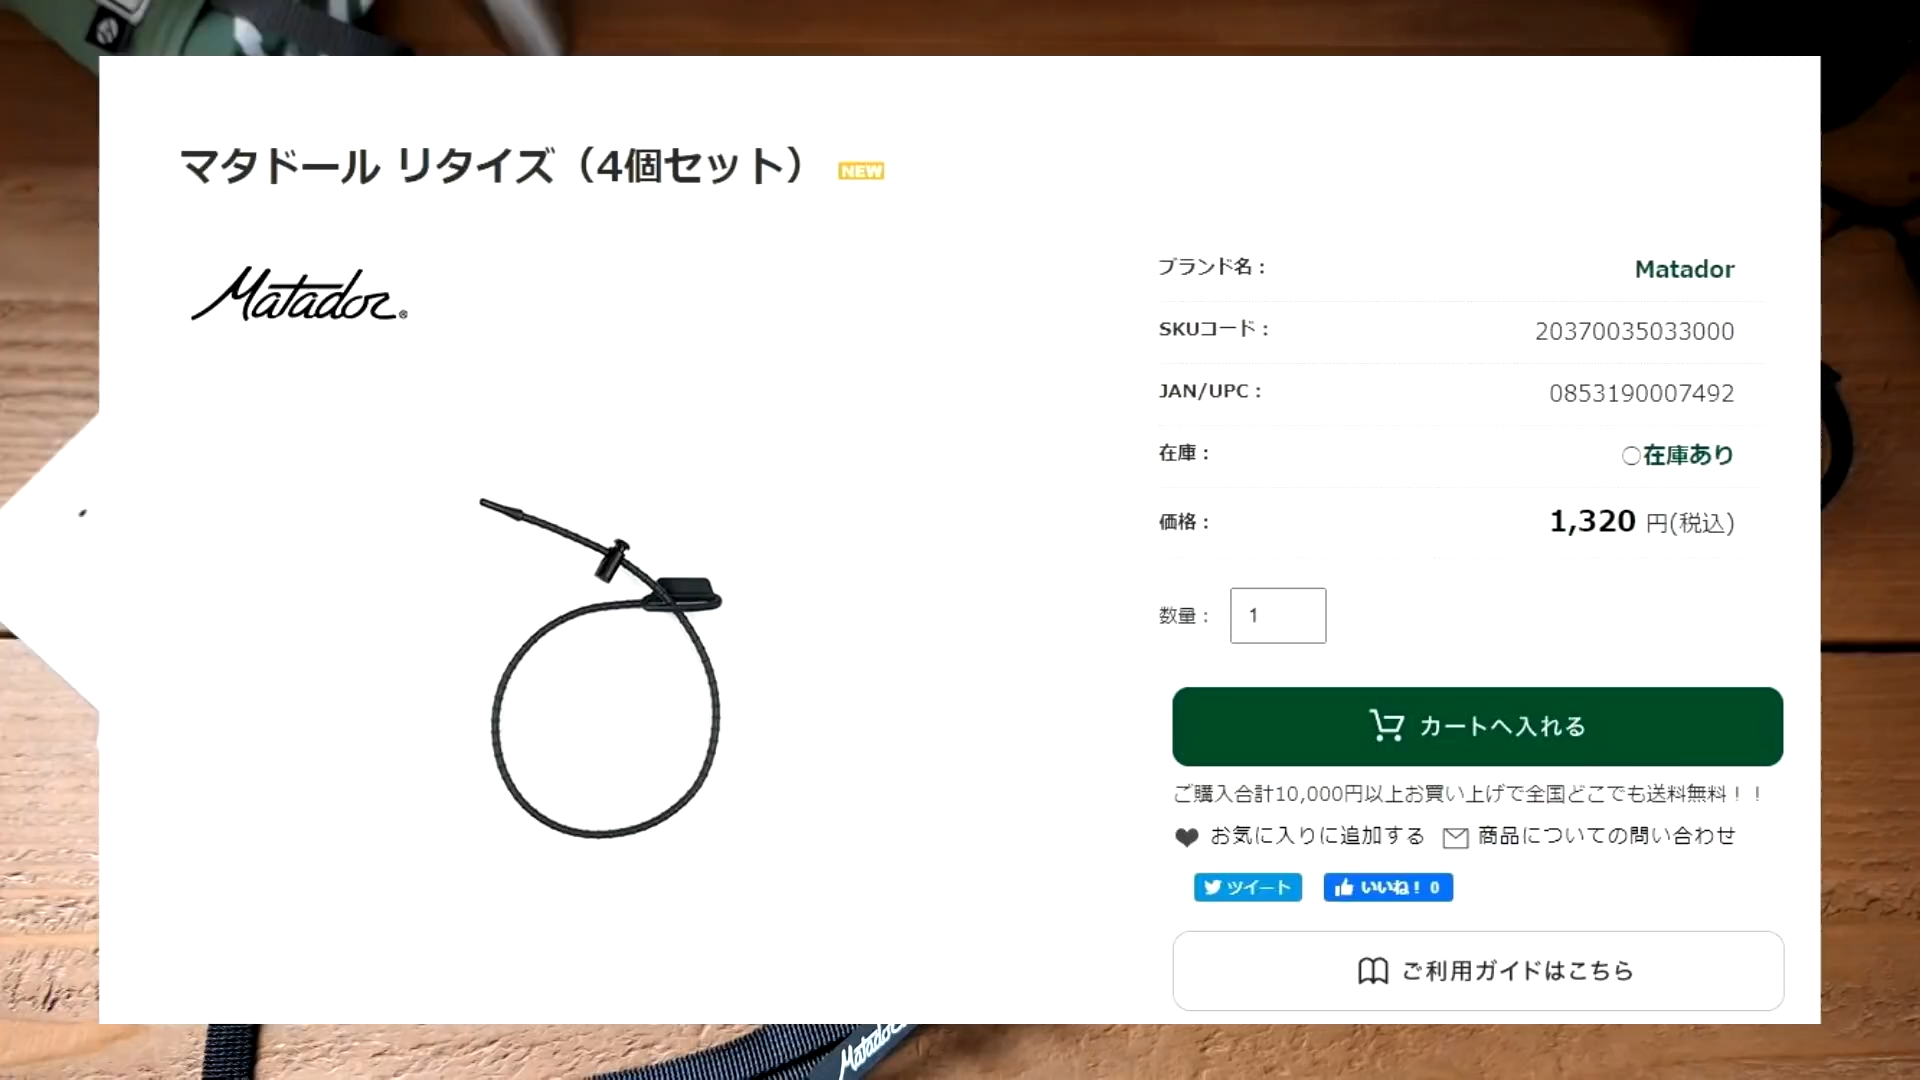 マタドール リタイズ（4個セット） NEW
Matador®
ブランド名： Matador
SKUコード： 20370035033000
JAN/UPC： 0853190007492
在庫： ○在庫あり
価格： 1,320 円(税込)
数量： 1
カートへ入れる
ご購入合計10,000円以上お買い上げで全国どこでも送料無料！！
お気に入りに追加する 商品についての問い合わせ
ツイート いいね！ 0
ご利用ガイドはこちら
Matador